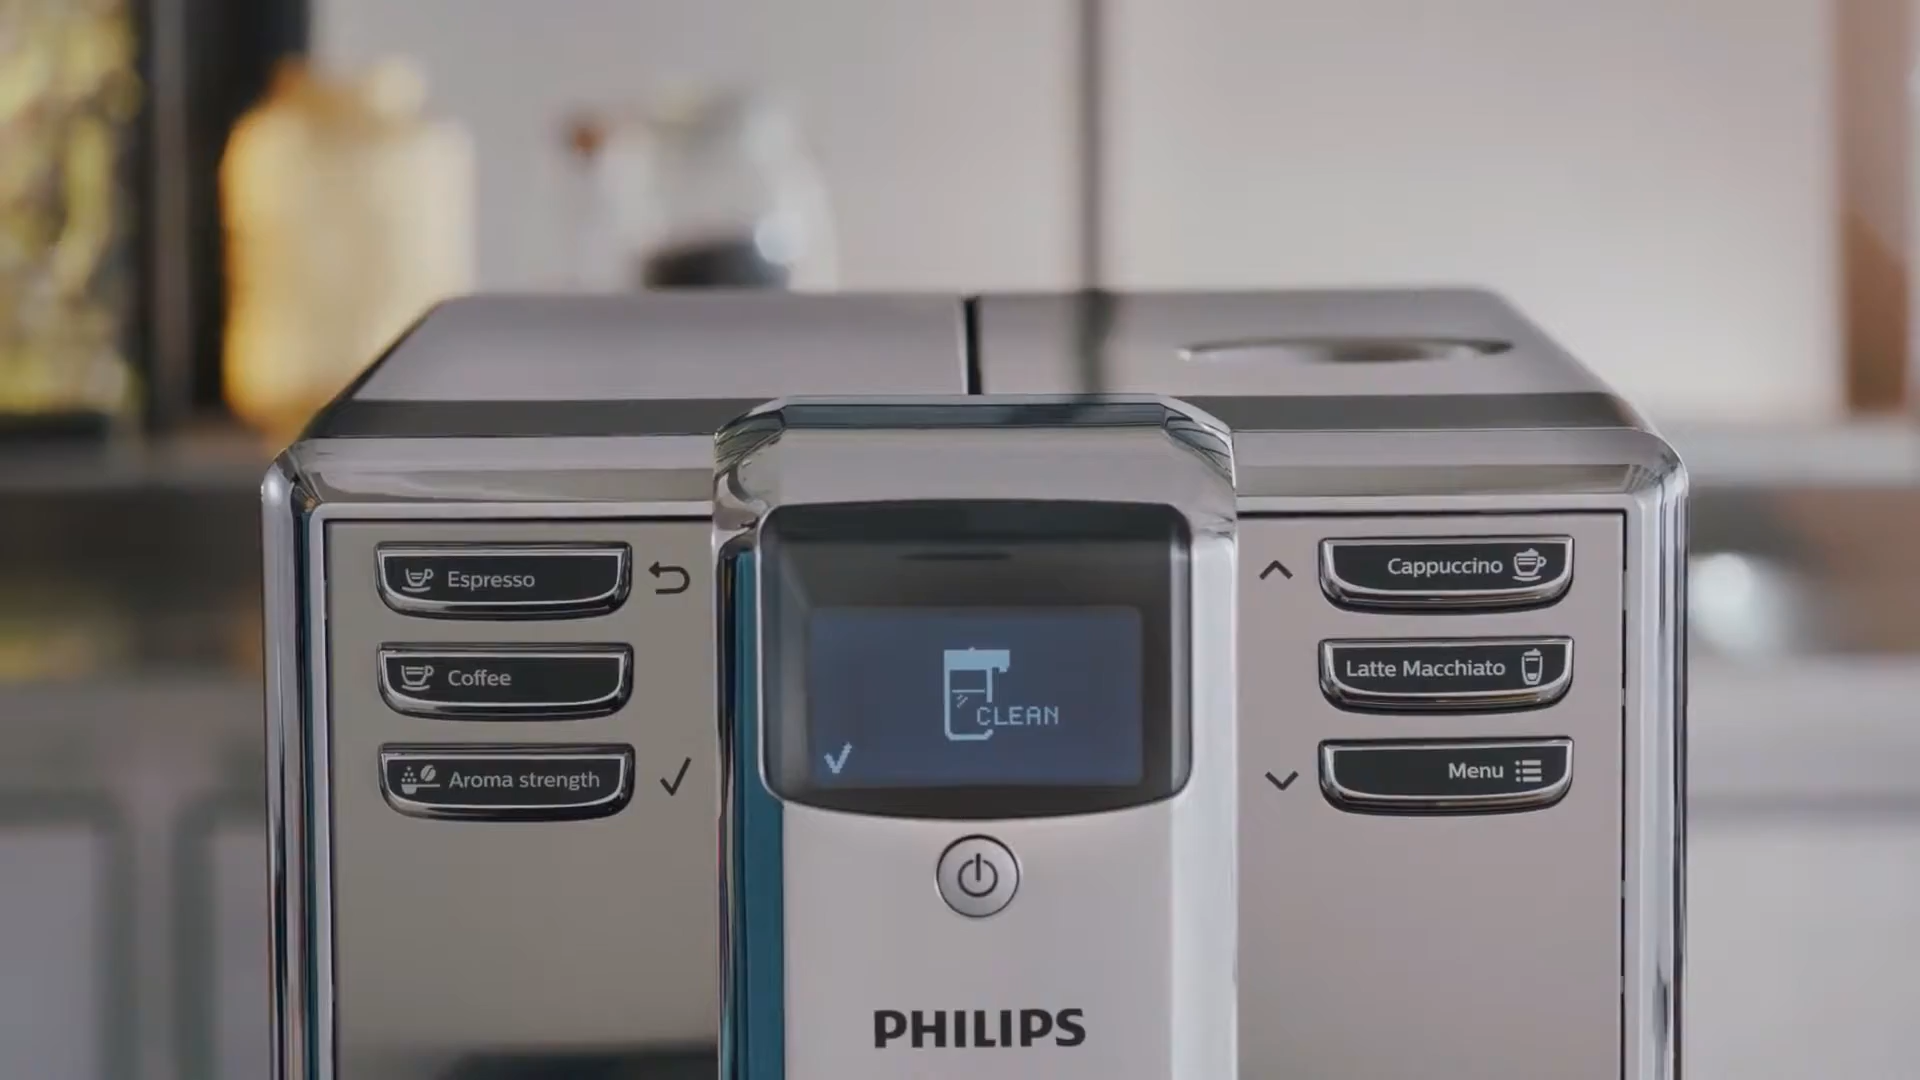 Espresso
Coffee
Aroma strength
CLEAN
Cappuccino
Latte Macchiato
Menu
PHILIPS